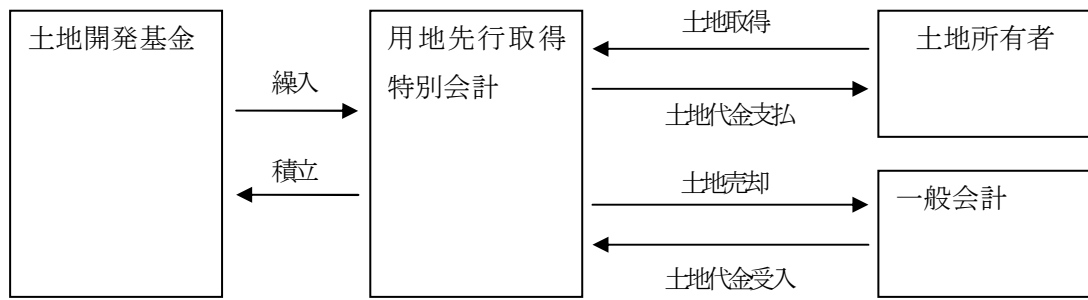 土地開発基金
繰入
積立
用地先行取得
特別会計
土地取得
土地代金支払
土地売却
土地代金受入
土地所有者
一般会計